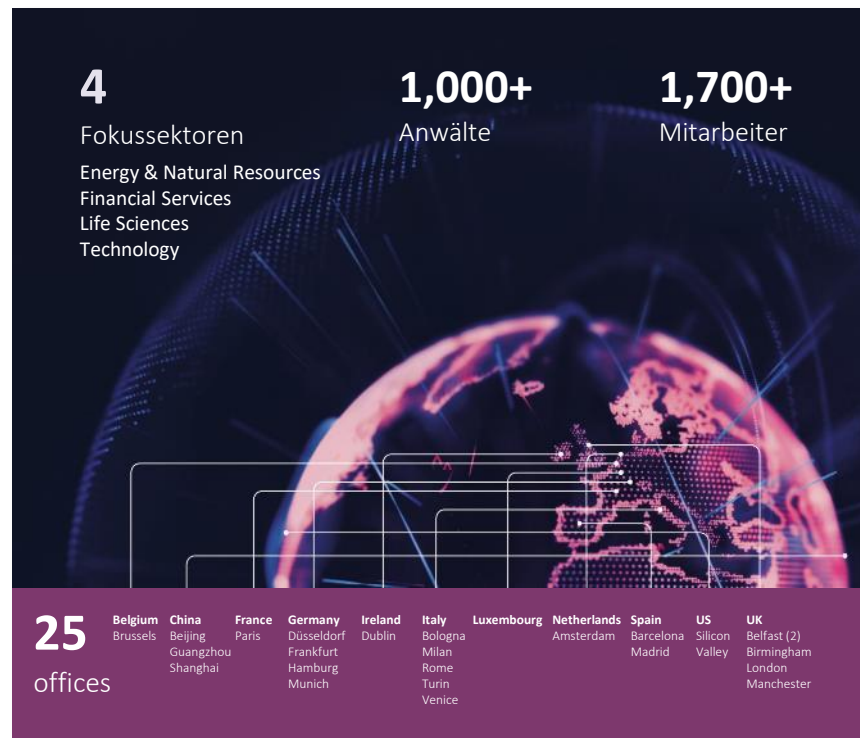 4
Fokussektoren
Energy & Natural Resources
Financial Services
Life Sciences
Technology
1,000+
Anwälte
1,700+
Mitarbeiter
25
offices
Belgium
Brussels
China
Beijing
Guangzhou
Shanghai
France
Paris
Germany
Düsseldorf
Frankfurt
Hamburg
Munich
Ireland
Dublin
Italy
Bologna
Milan
Rome
Turin
Venice
Luxembourg
Netherlands
Amsterdam
Spain
Barcelona
Madrid
US
Silicon
Valley
UK
Belfast (2)
Birmingham
London
Manchester